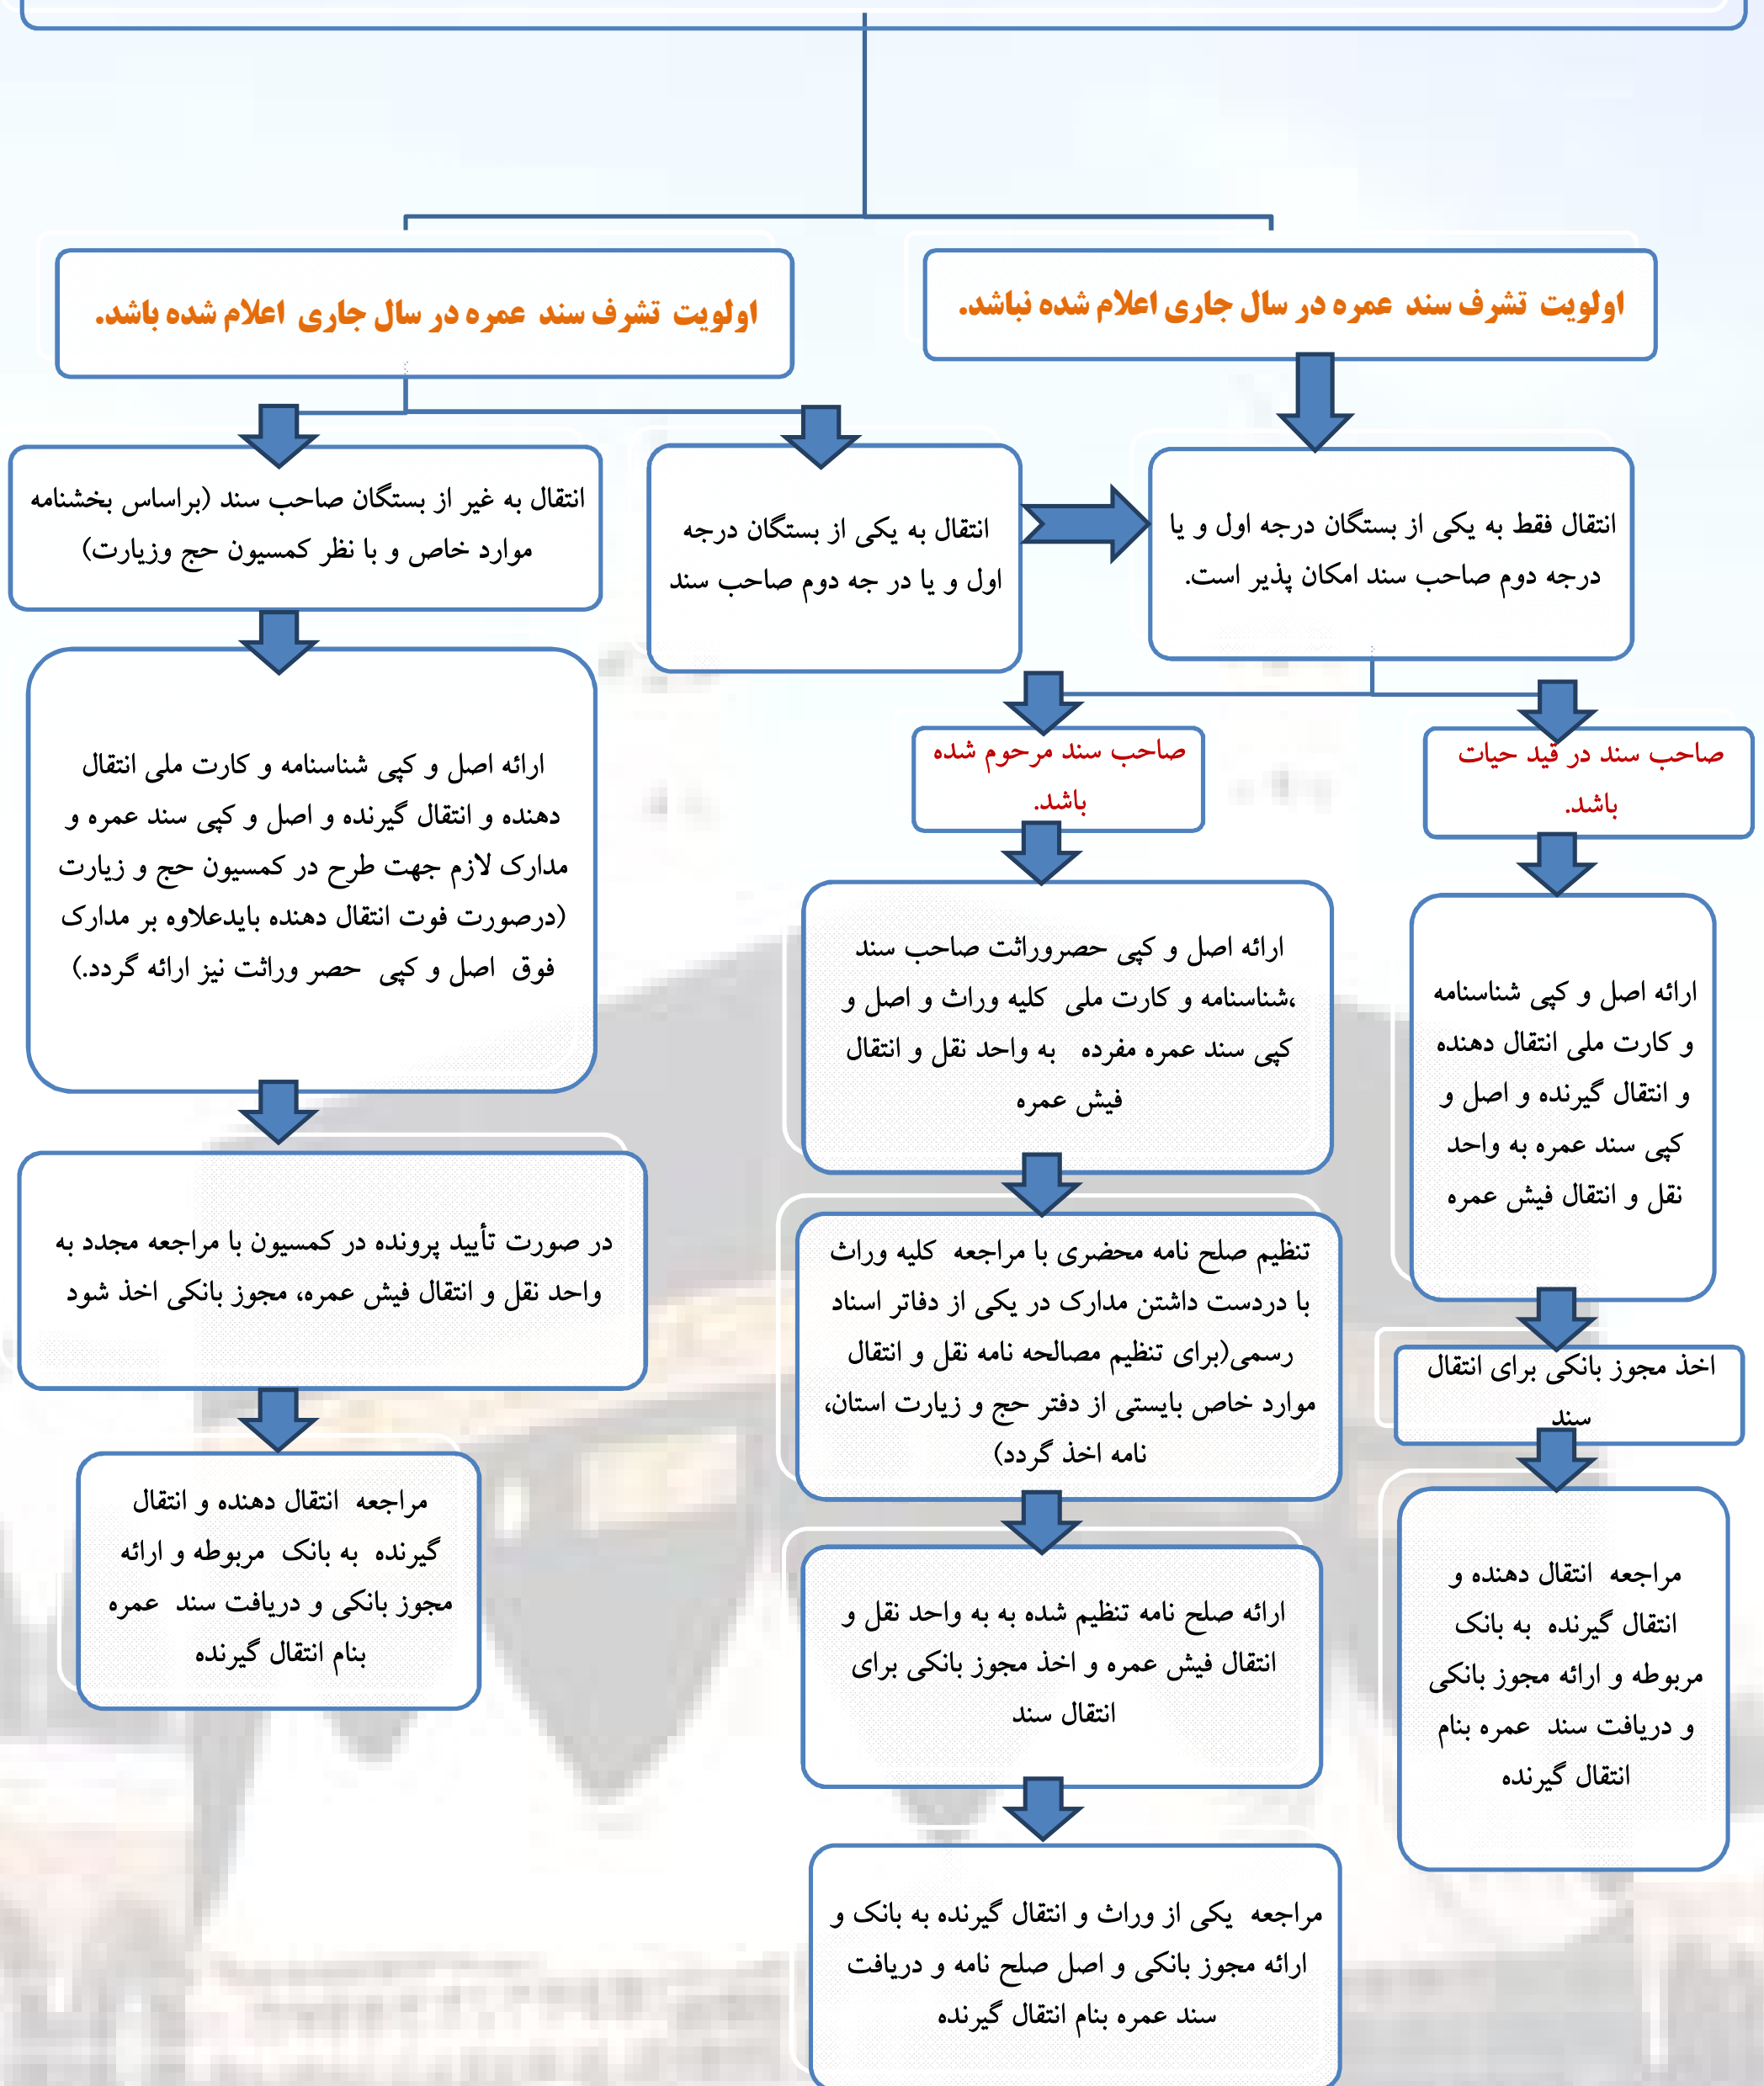 اولویت تشرف سند عمره در سال جاری اعلام شده نباشد.
اولویت تشرف سند عمره در سال جاری اعلام شده باشد.
انتقال فقط به یکی از بستگان درجه اول و یا
درجه دوم صاحب سند امکان پذیر است.
انتقال به یکی از بستگان درجه
اول و یا در جه دوم صاحب سند
انتقال به غیر از بستگان صاحب سند (براساس بخشنامه
موارد خاص و با نظر کمسیون حج وزیارت)
صاحب سند در قید حیات
باشد.
ارائه اصل و کپی شناسنامه
و کارت ملی انتقال دهنده
و انتقال گیرنده و اصل و
کپی سند عمره به واحد
نقل و انتقال فیش عمره
اخذ مجوز بانکی برای انتقال
سند
مراجعه انتقال دهنده و
انتقال گیرنده به بانک
مربوطه و ارائه مجوز بانکی
و دریافت سند عمره بنام
انتقال گیرنده
صاحب سند مرحوم شده
باشد.
ارائه اصل و کپی حصروراثت صاحب سند
،شناسنامه و کارت ملی کلیه وراث و اصل و
کپی سند عمره مفرده به واحد نقل و انتقال
فیش عمره
تنظیم صلح نامه محضری با مراجعه کلیه وراث
با دردست داشتن مدارک در یکی از دفاتر اسناد
رسمی(برای تنظیم مصالحه نامه نقل و انتقال
موارد خاص بایستی از دفتر حج و زیارت استان،
نامه اخذ گردد)
ارائه صلح نامه تنظیم شده به به واحد نقل و
انتقال فیش عمره و اخذ مجوز بانکی برای
انتقال سند
مراجعه یکی از وراث و انتقال گیرنده به بانک و
ارائه مجوز بانکی و اصل صلح نامه و دریافت
سند عمره بنام انتقال گیرنده
ارائه اصل و کپی شناسنامه و کارت ملی انتقال
دهنده و انتقال گیرنده و اصل و کپی سند عمره و
مدارک لازم جهت طرح در کمسیون حج و زیارت
(درصورت فوت انتقال دهنده بایدعلاوه بر مدارک
فوق اصل و کپی حصر وراثت نیز ارائه گردد.)
در صورت تأیید پرونده در کمسیون با مراجعه مجدد به
واحد نقل و انتقال فیش عمره، مجوز بانکی اخذ شود
مراجعه انتقال دهنده و انتقال
گیرنده به بانک مربوطه و ارائه
مجوز بانکی و دریافت سند عمره
بنام انتقال گیرنده